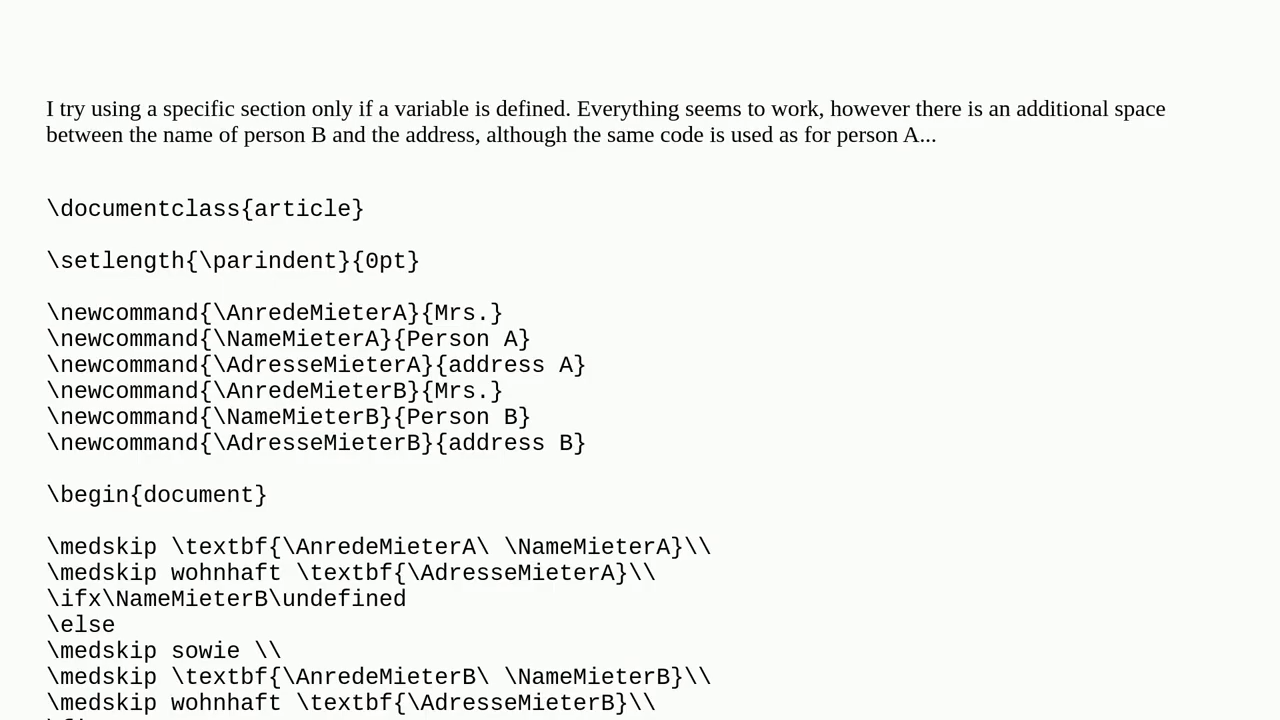 I try using a specific section only if a variable is defined. Everything seems to work, however there is an additional space
between the name of person B and the address, although the same code is used as for person A...
\documentclass{article}
\setlength{\parindent}{0pt}
\newcommand{\AnredeMieterA}{Mrs.}
\newcommand{\NameMieterA}{Person A}
\newcommand{\AdresseMieterA}{address A}
\newcommand{\AnredeMieterB}{Mrs.}
\newcommand{\NameMieterB}{Person B}
\newcommand{\AdresseMieterB}{address B}
\begin{document}
\medskip \textbf{\AnredeMieterA\ \NameMieterA}\\
\medskip wohnhaft \textbf{\AdresseMieterA}\\
\ifx\NameMieterB\undefined
\else
\medskip sowie \\
\medskip \textbf{\AnredeMieterB\ \NameMieterB}\\
\medskip wohnhaft \textbf{\AdresseMieterB}\\